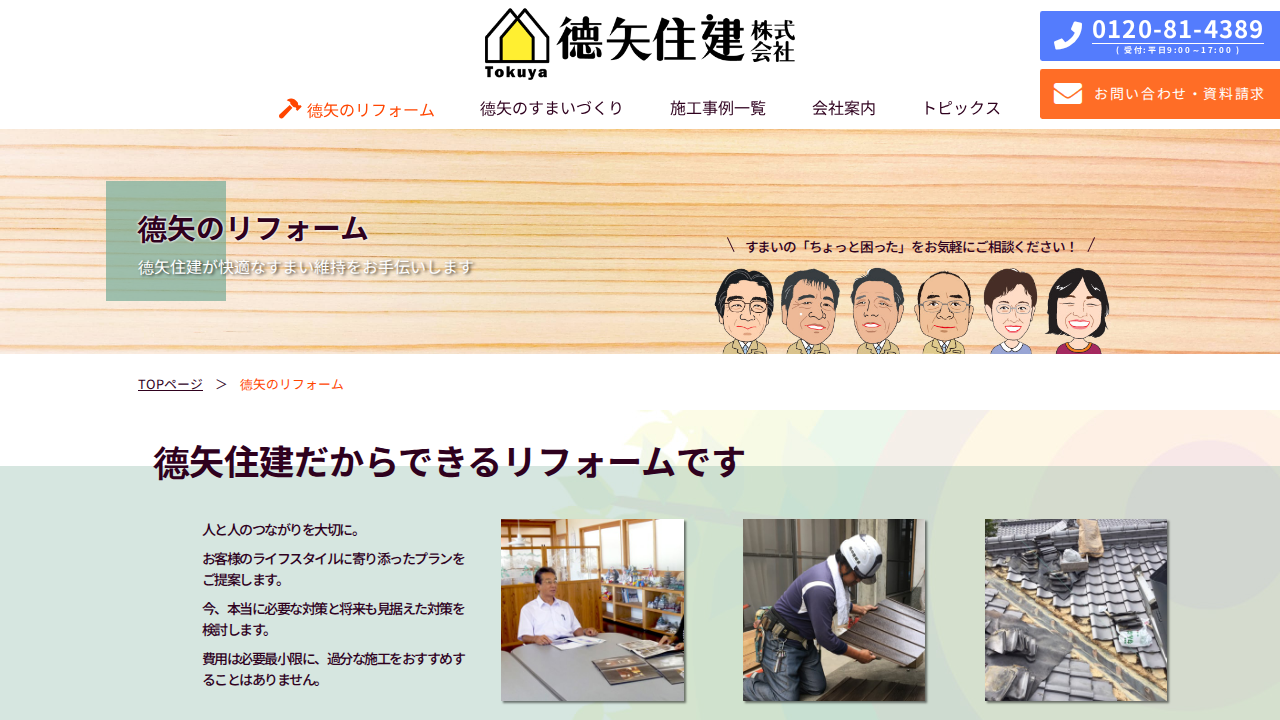 Tokuya
德矢住建 株式会社
0120-81-4389
( 受付:平日9:00～17:00 )
お問い合わせ・資料請求
德矢のリフォーム
德矢のすまいづくり
施工事例一覧
会社案内
トピックス
德矢のリフォーム
德矢住建が快適なすまい維持をお手伝いします
\ すまいの「ちょっと困った」をお気軽にご相談ください！ /
TOPページ ＞ 德矢のリフォーム
德矢住建だからできるリフォームです
人と人のつながりを大切に。
お客様のライフスタイルに寄り添ったプランを
ご提案します。
今、本当に必要な対策と将来も見据えた対策を
検討します。
費用は必要最小限に、過分な施工をおすすめす
ることはありません。